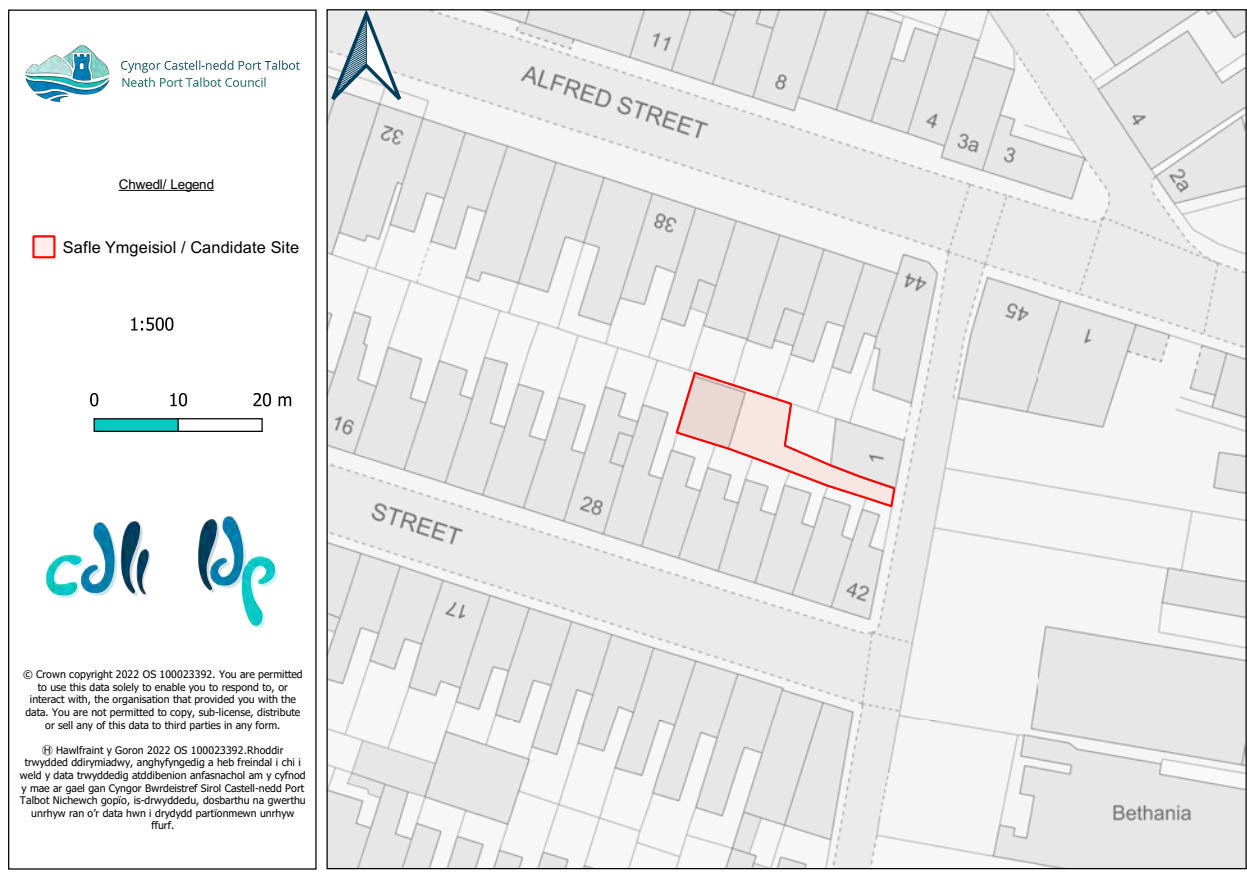 Cyngor Castell-nedd Port Talbot
Neath Port Talbot Council
Chwedl/ Legend
Safle Ymgeisiol / Candidate Site
1:500
0 10 20 m
cdll ldp
© Crown copyright 2022 OS 100023392. You are permitted
to use this data solely to enable you to respond to, or
interact with, the organisation that provided you with the
data. You are not permitted to copy, sub-license, distribute
or sell any of this data to third parties in any form.
Ⓗ Hawlfraint y Goron 2022 OS 100023392.Rhoddir
trwydded ddirymiadwy, anghyfyngedig a heb freindal i chi i
weld y data trwyddedig atddibenion anfasnachol am y cyfnod
y mae ar gael gan Cyngor Bwrdeistref Sirol Castell-nedd Port
Talbot Nichewch gopïo, is-drwyddedu, dosbarthu na gwerthu
unrhyw ran o'r data hwn i drydydd partïonmewn unrhyw
ffurf.
11
8
4
3a
3
4
2a
ALFRED STREET
32
38
44
45
1
16
28
1
42
STREET
17
Bethania